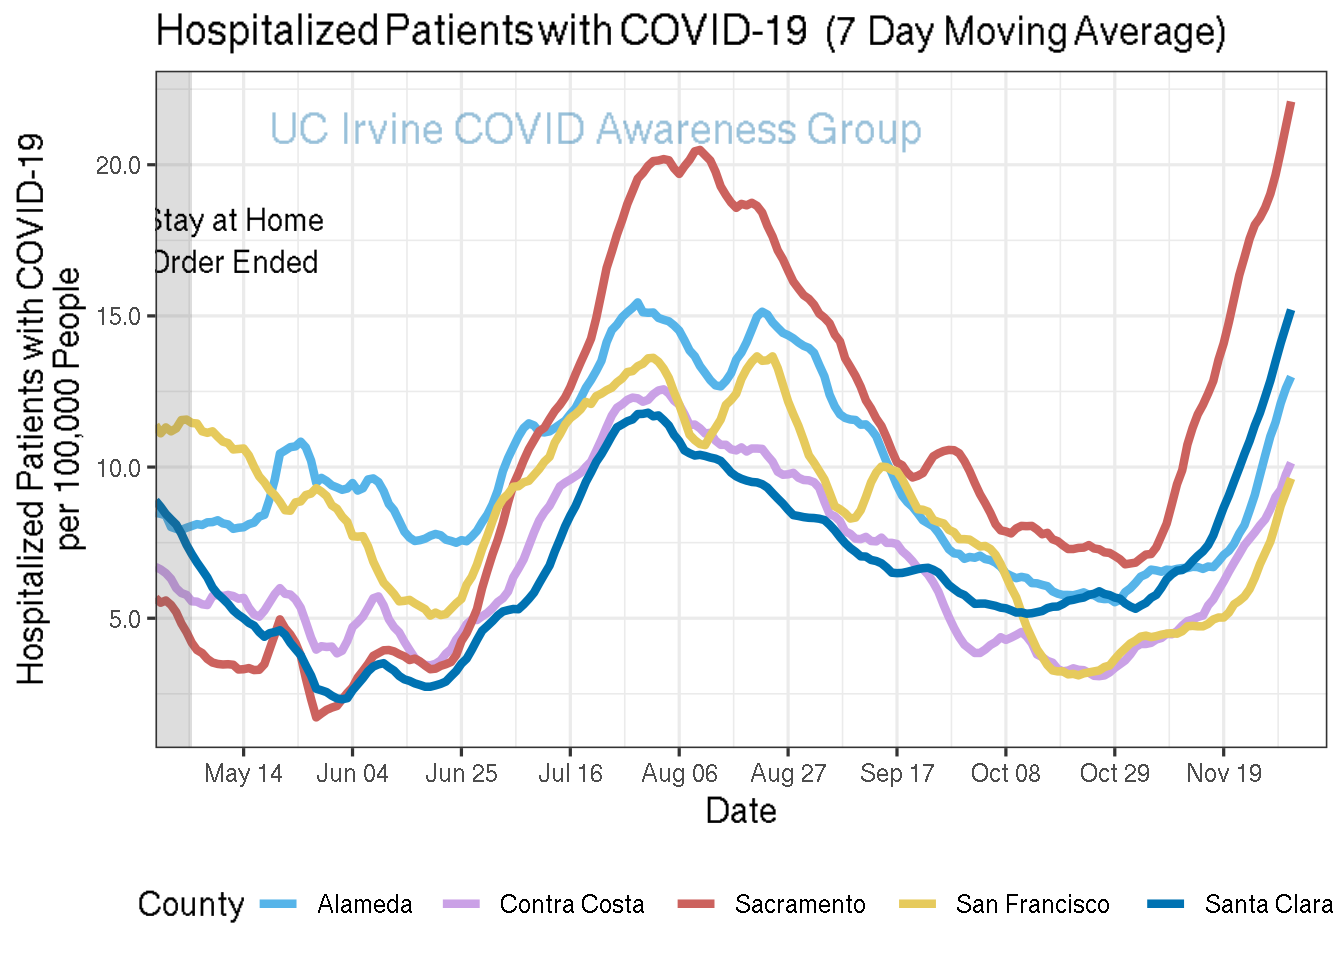 Hospitalized Patients with COVID-19 (7 Day Moving Average)
UC Irvine COVID Awareness Group
Stay at Home
Order Ended
Hospitalized Patients with COVID-19
per 100,000 People
20.0
15.0
10.0
5.0
May 14 Jun 04 Jun 25 Jul 16 Aug 06 Aug 27 Sep 17 Oct 08 Oct 29 Nov 19
Date
County Alameda Contra Costa Sacramento San Francisco Santa Clara